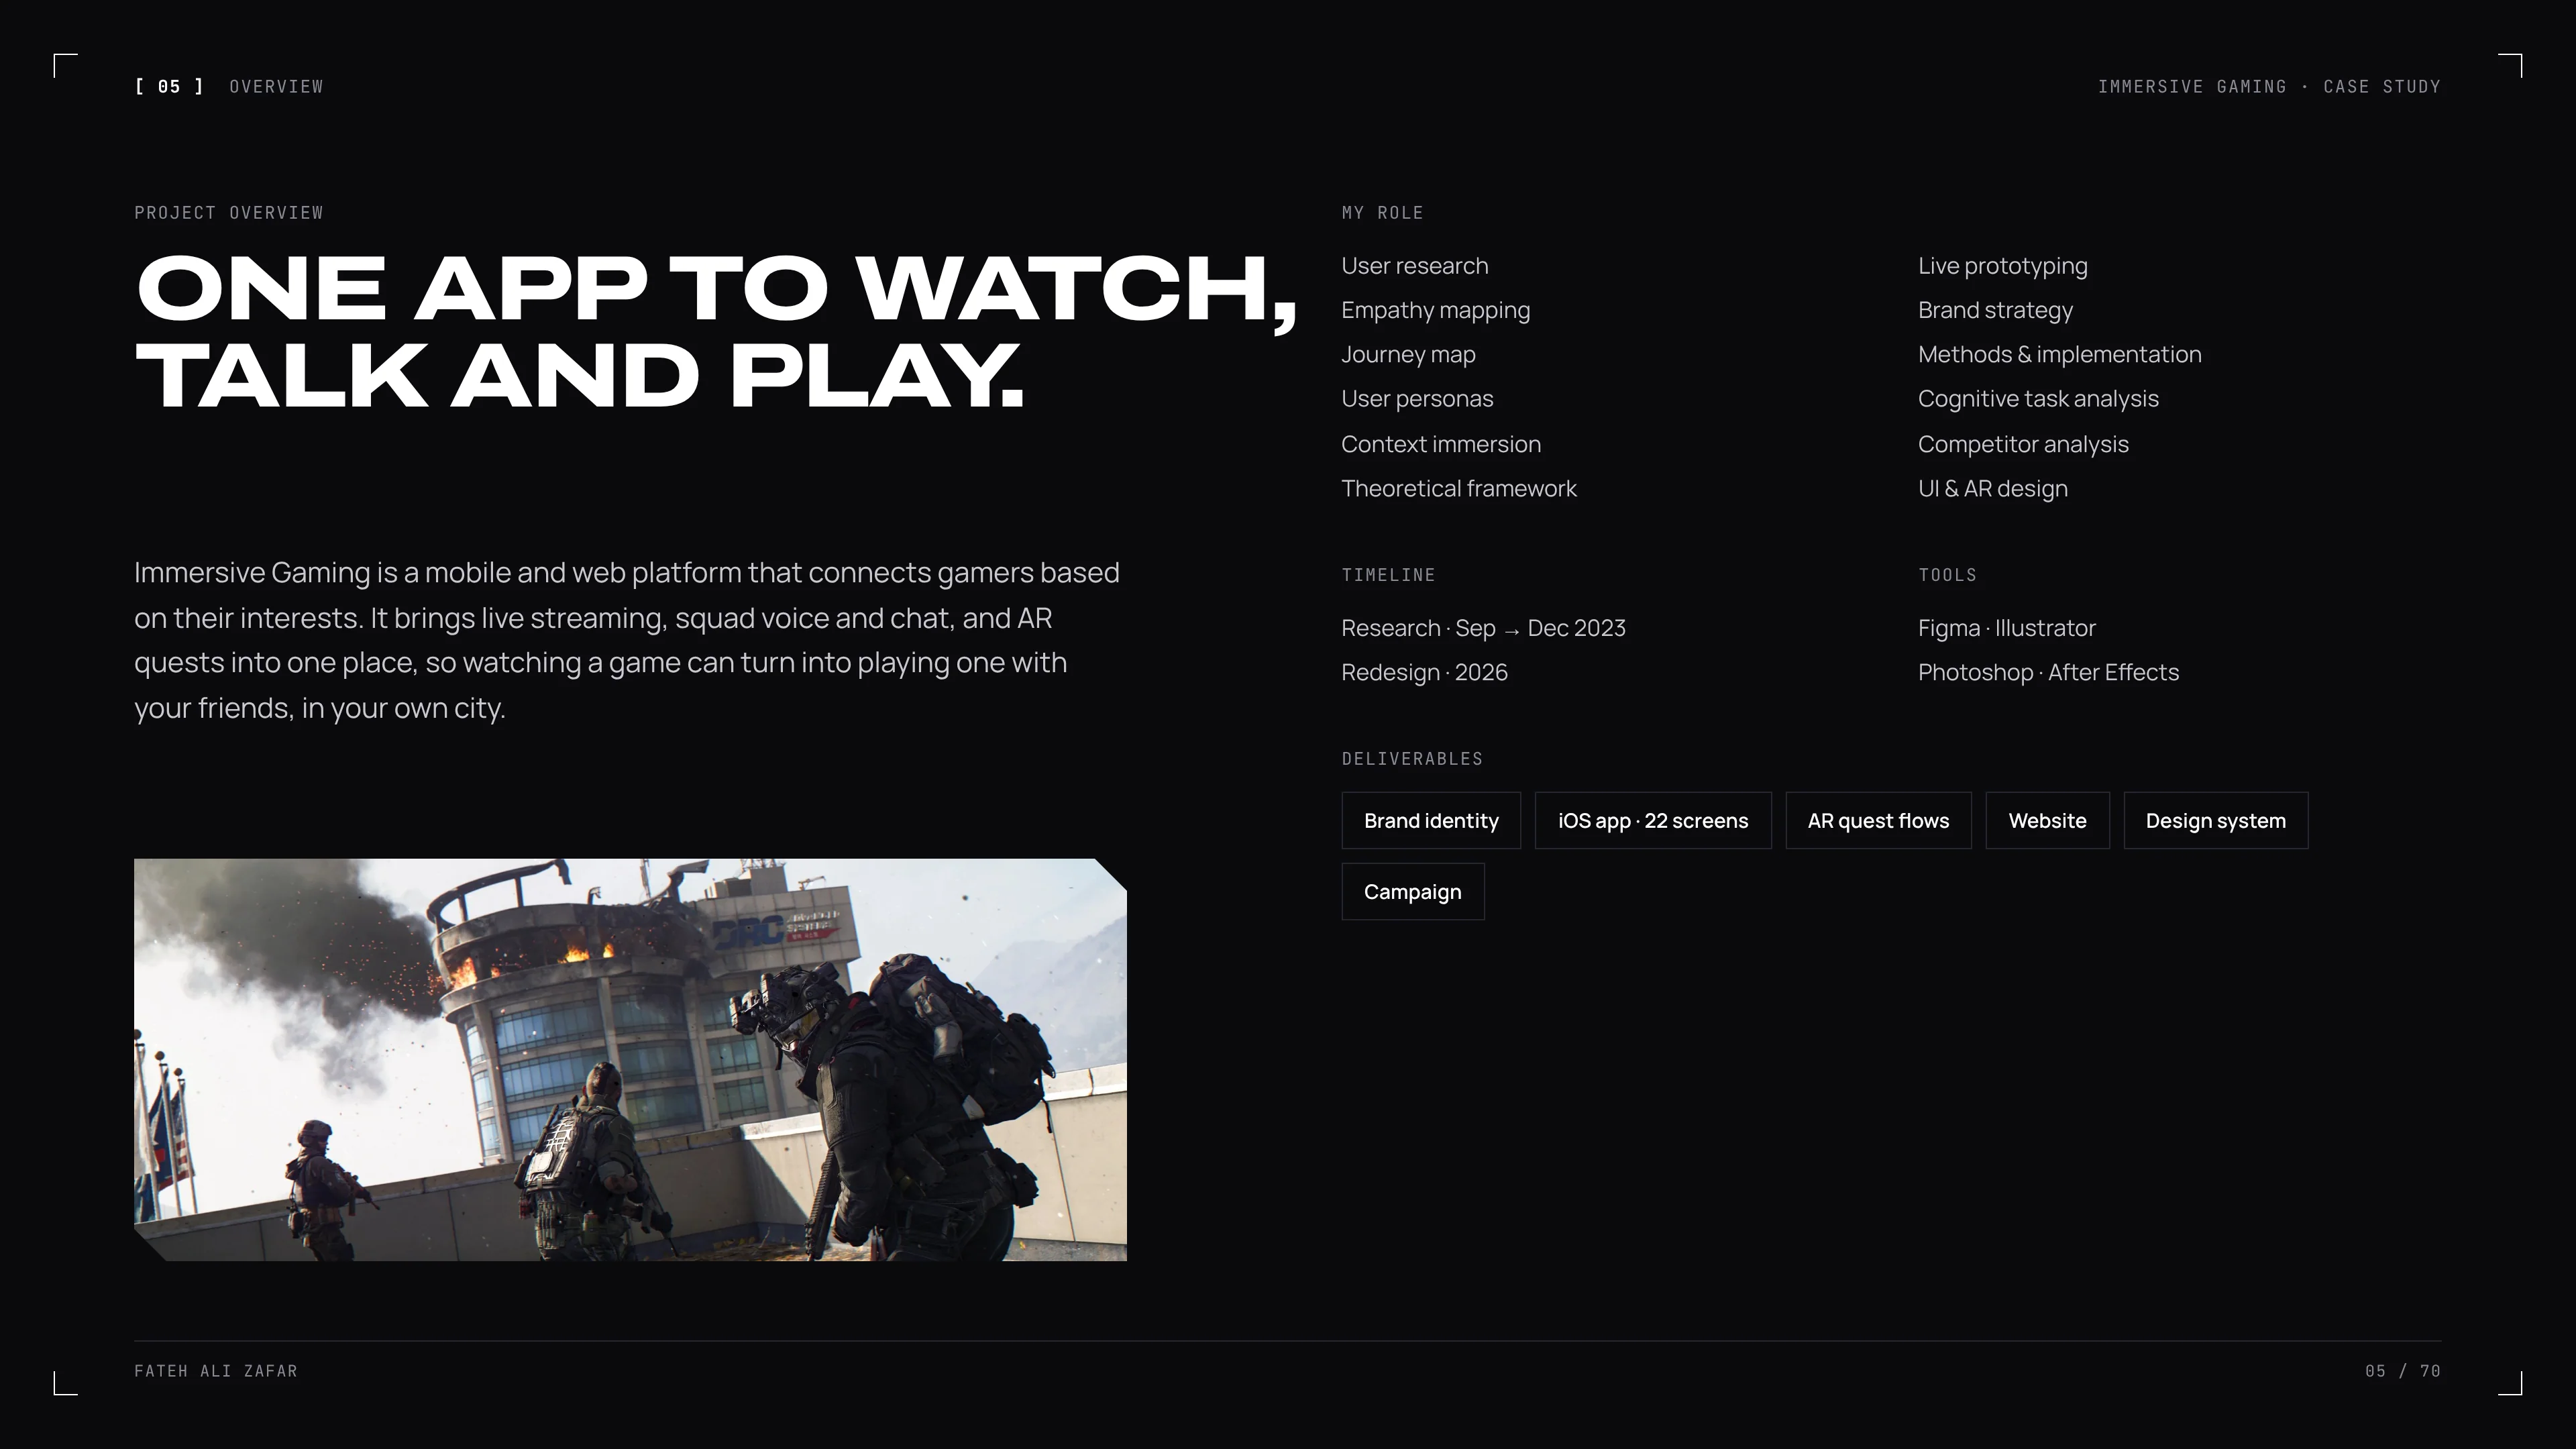 [ 05 ] OVERVIEW
IMMERSIVE GAMING · CASE STUDY
PROJECT OVERVIEW
ONE APP TO WATCH,
TALK AND PLAY.
Immersive Gaming is a mobile and web platform that connects gamers based
on their interests. It brings live streaming, squad voice and chat, and AR
quests into one place, so watching a game can turn into playing one with
your friends, in your own city.
MY ROLE
User research
Empathy mapping
Journey map
User personas
Context immersion
Theoretical framework
Live prototyping
Brand strategy
Methods & implementation
Cognitive task analysis
Competitor analysis
UI & AR design
TIMELINE
Research · Sep → Dec 2023
Redesign · 2026
TOOLS
Figma · Illustrator
Photoshop · After Effects
DELIVERABLES
Brand identity
iOS app · 22 screens
AR quest flows
Website
Design system
Campaign
FATEH ALI ZAFAR
05 / 70